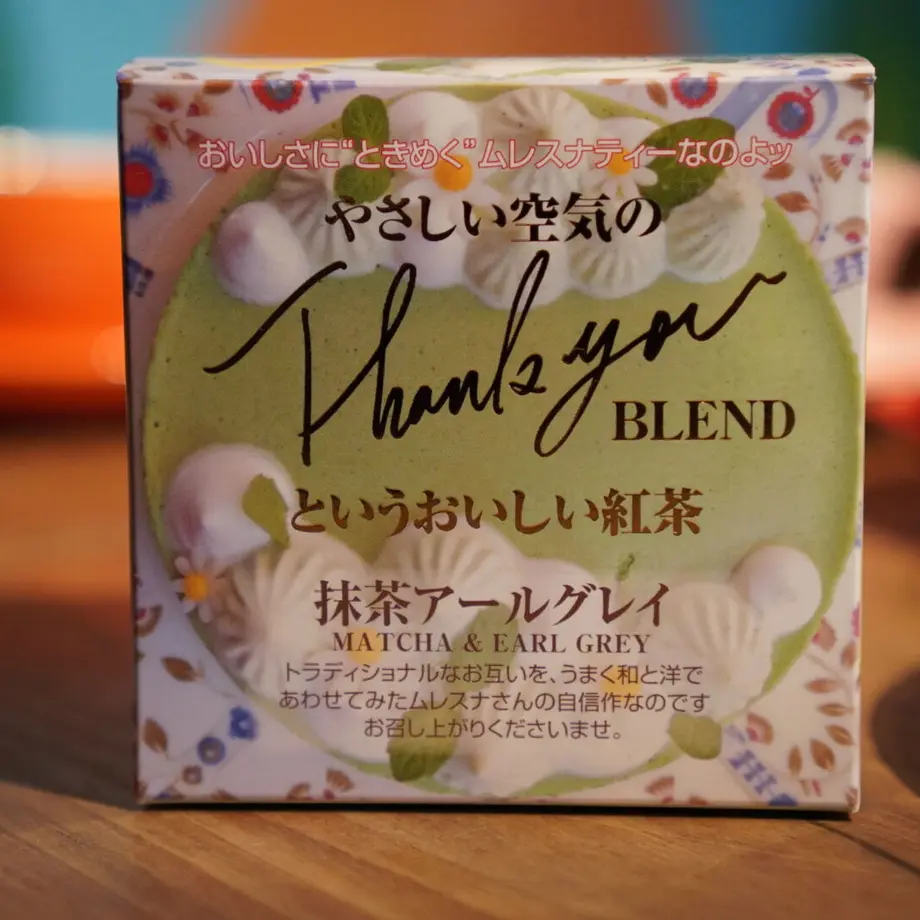 おいしさに“ときめく”ムレスナティーなのよッ
やさしい空気の
Thank you
BLEND
というおいしい紅茶
抹茶アールグレイ
MATCHA & EARL GREY
トラディショナルなお互いを、うまく和と洋で
あわせてみたムレスナさんの自信作なのです
お召し上がりくださいませ。